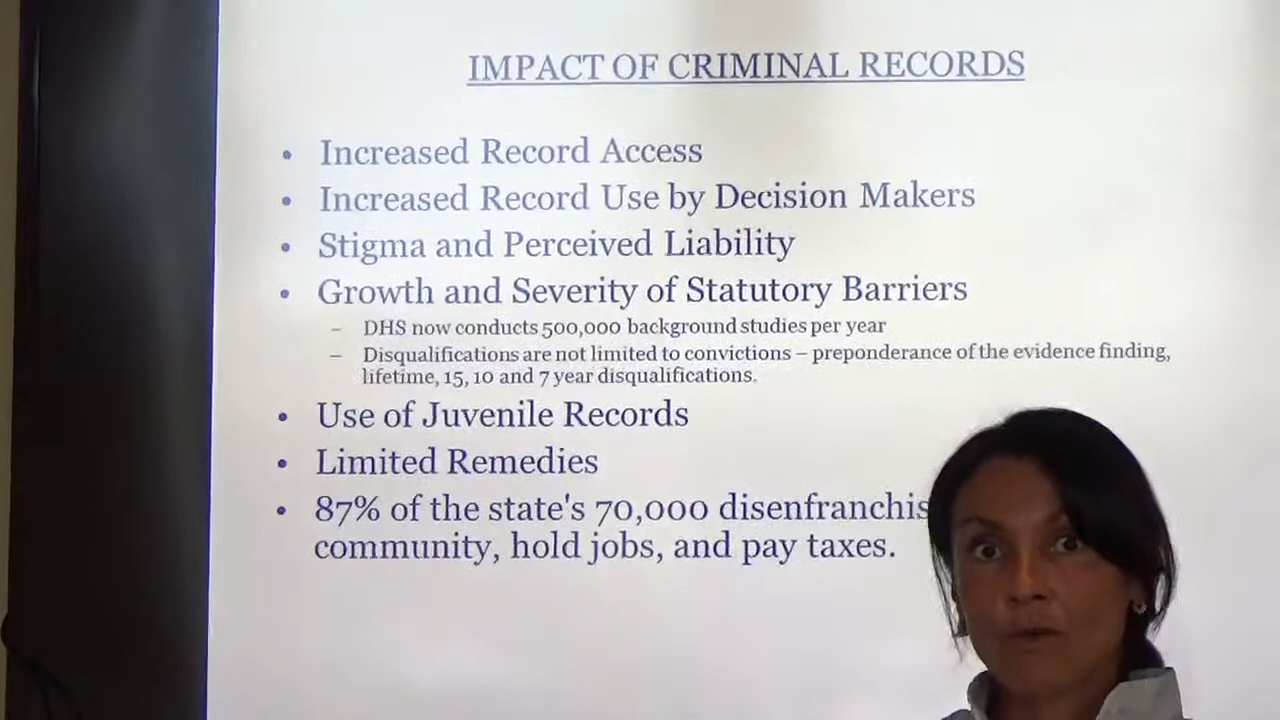 IMPACT OF CRIMINAL RECORDS
• Increased Record Access
• Increased Record Use by Decision Makers
• Stigma and Perceived Liability
• Growth and Severity of Statutory Barriers
– DHS now conducts 500,000 background studies per year
– Disqualifications are not limited to convictions – preponderance of the evidence finding,
lifetime, 15, 10 and 7 year disqualifications.
• Use of Juvenile Records
• Limited Remedies
• 87% of the state's 70,000
community, hold jobs, and pay taxes.